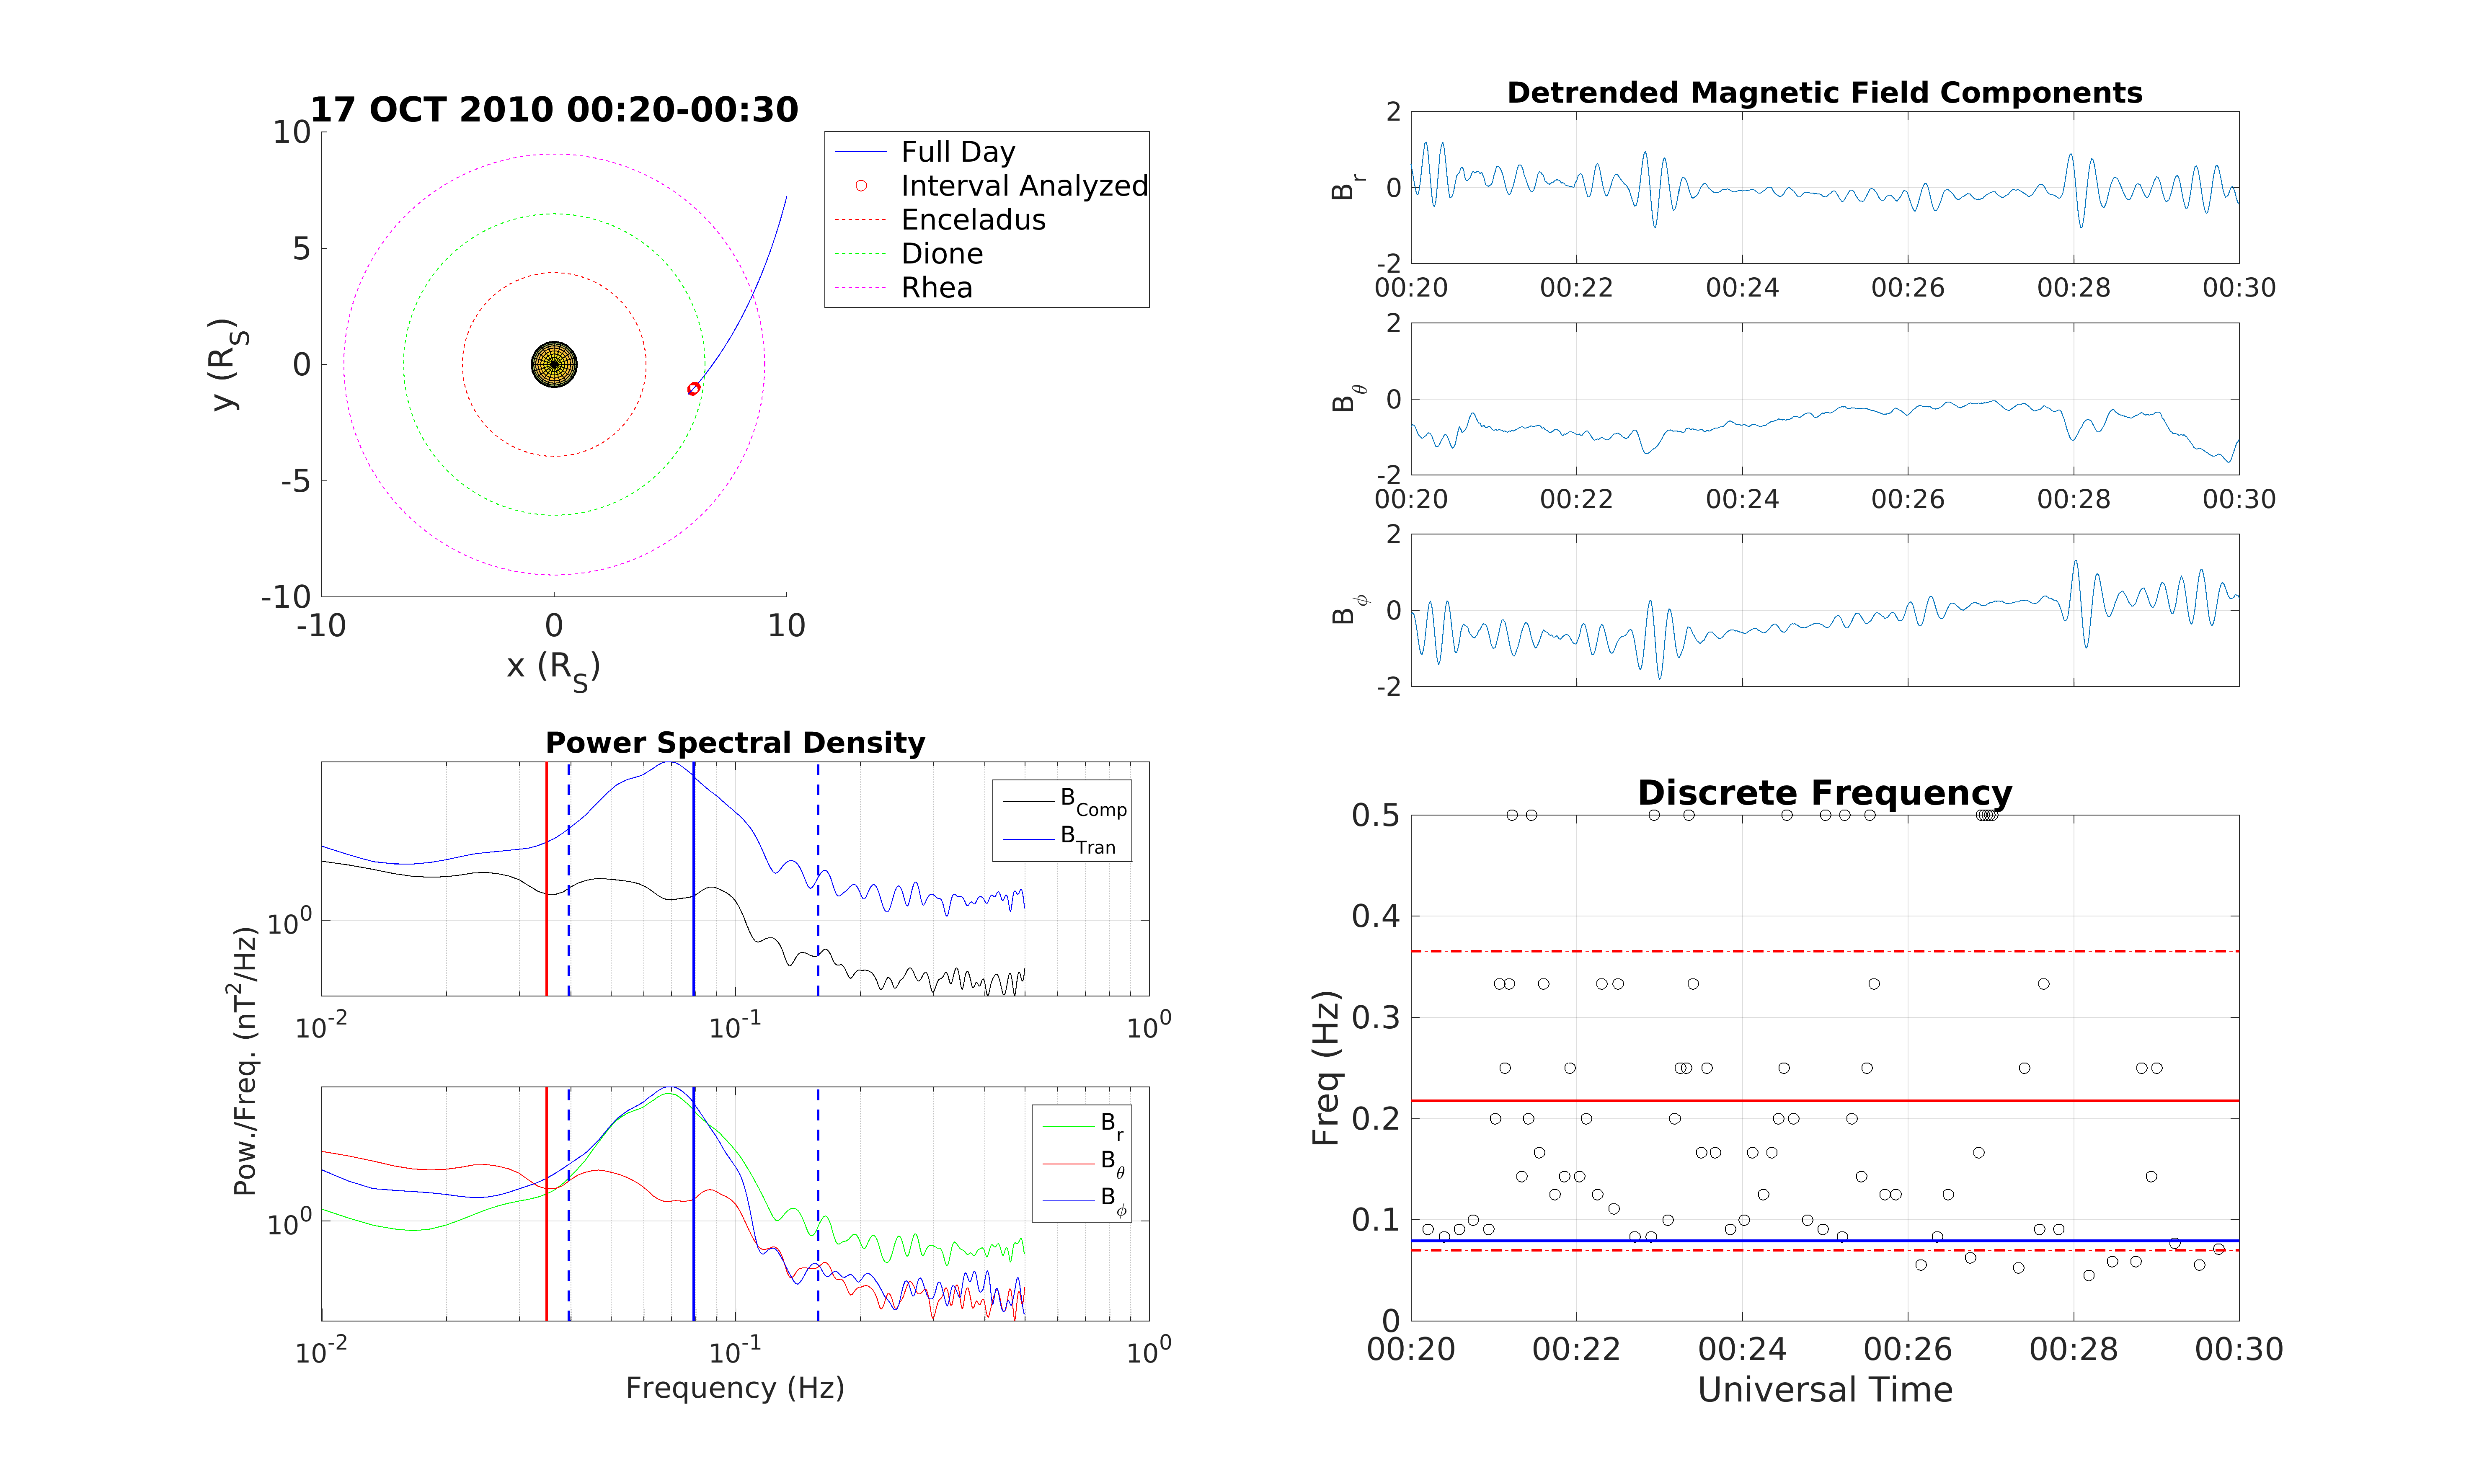 17 OCT 2010 00:20-00:30
10
5
0
-5
-10
-10 0 10
y (R_S)
x (R_S)
Full Day
Interval Analyzed
Enceladus
Dione
Rhea
Detrended Magnetic Field Components
B_r
2
0
-2
00:20 00:22 00:24 00:26 00:28 00:30
B_θ
2
0
-2
00:20 00:22 00:24 00:26 00:28 00:30
B_ϕ
2
0
-2
Power Spectral Density
Pow./Freq. (nT^2/Hz)
10^0
B_Comp
B_Tran
10^-2 10^-1 10^0
10^0
B_r
B_θ
B_ϕ
10^-2 10^-1 10^0
Frequency (Hz)
Discrete Frequency
Freq (Hz)
0.5
0.4
0.3
0.2
0.1
0
00:20 00:22 00:24 00:26 00:28 00:30
Universal Time